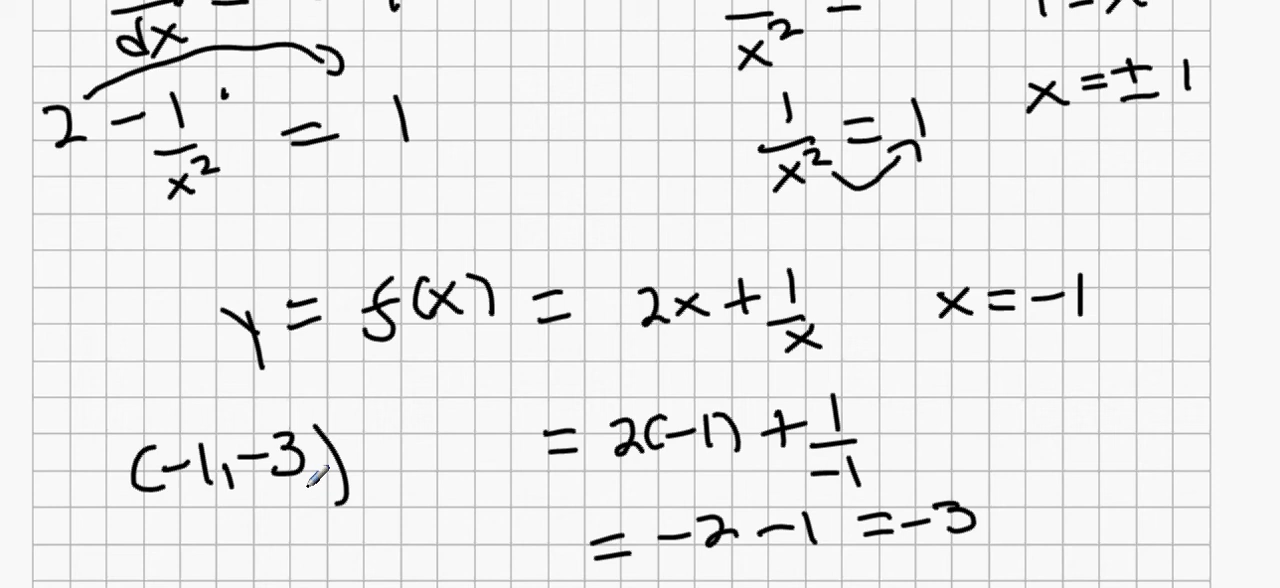 dx
2 - 1/x² = 1
x²
1/x² = 1
x = ± 1
y = f(x) = 2x + 1/x x = -1
= 2(-1) + 1/-1
(-1, -3)
= -2 - 1 = -3